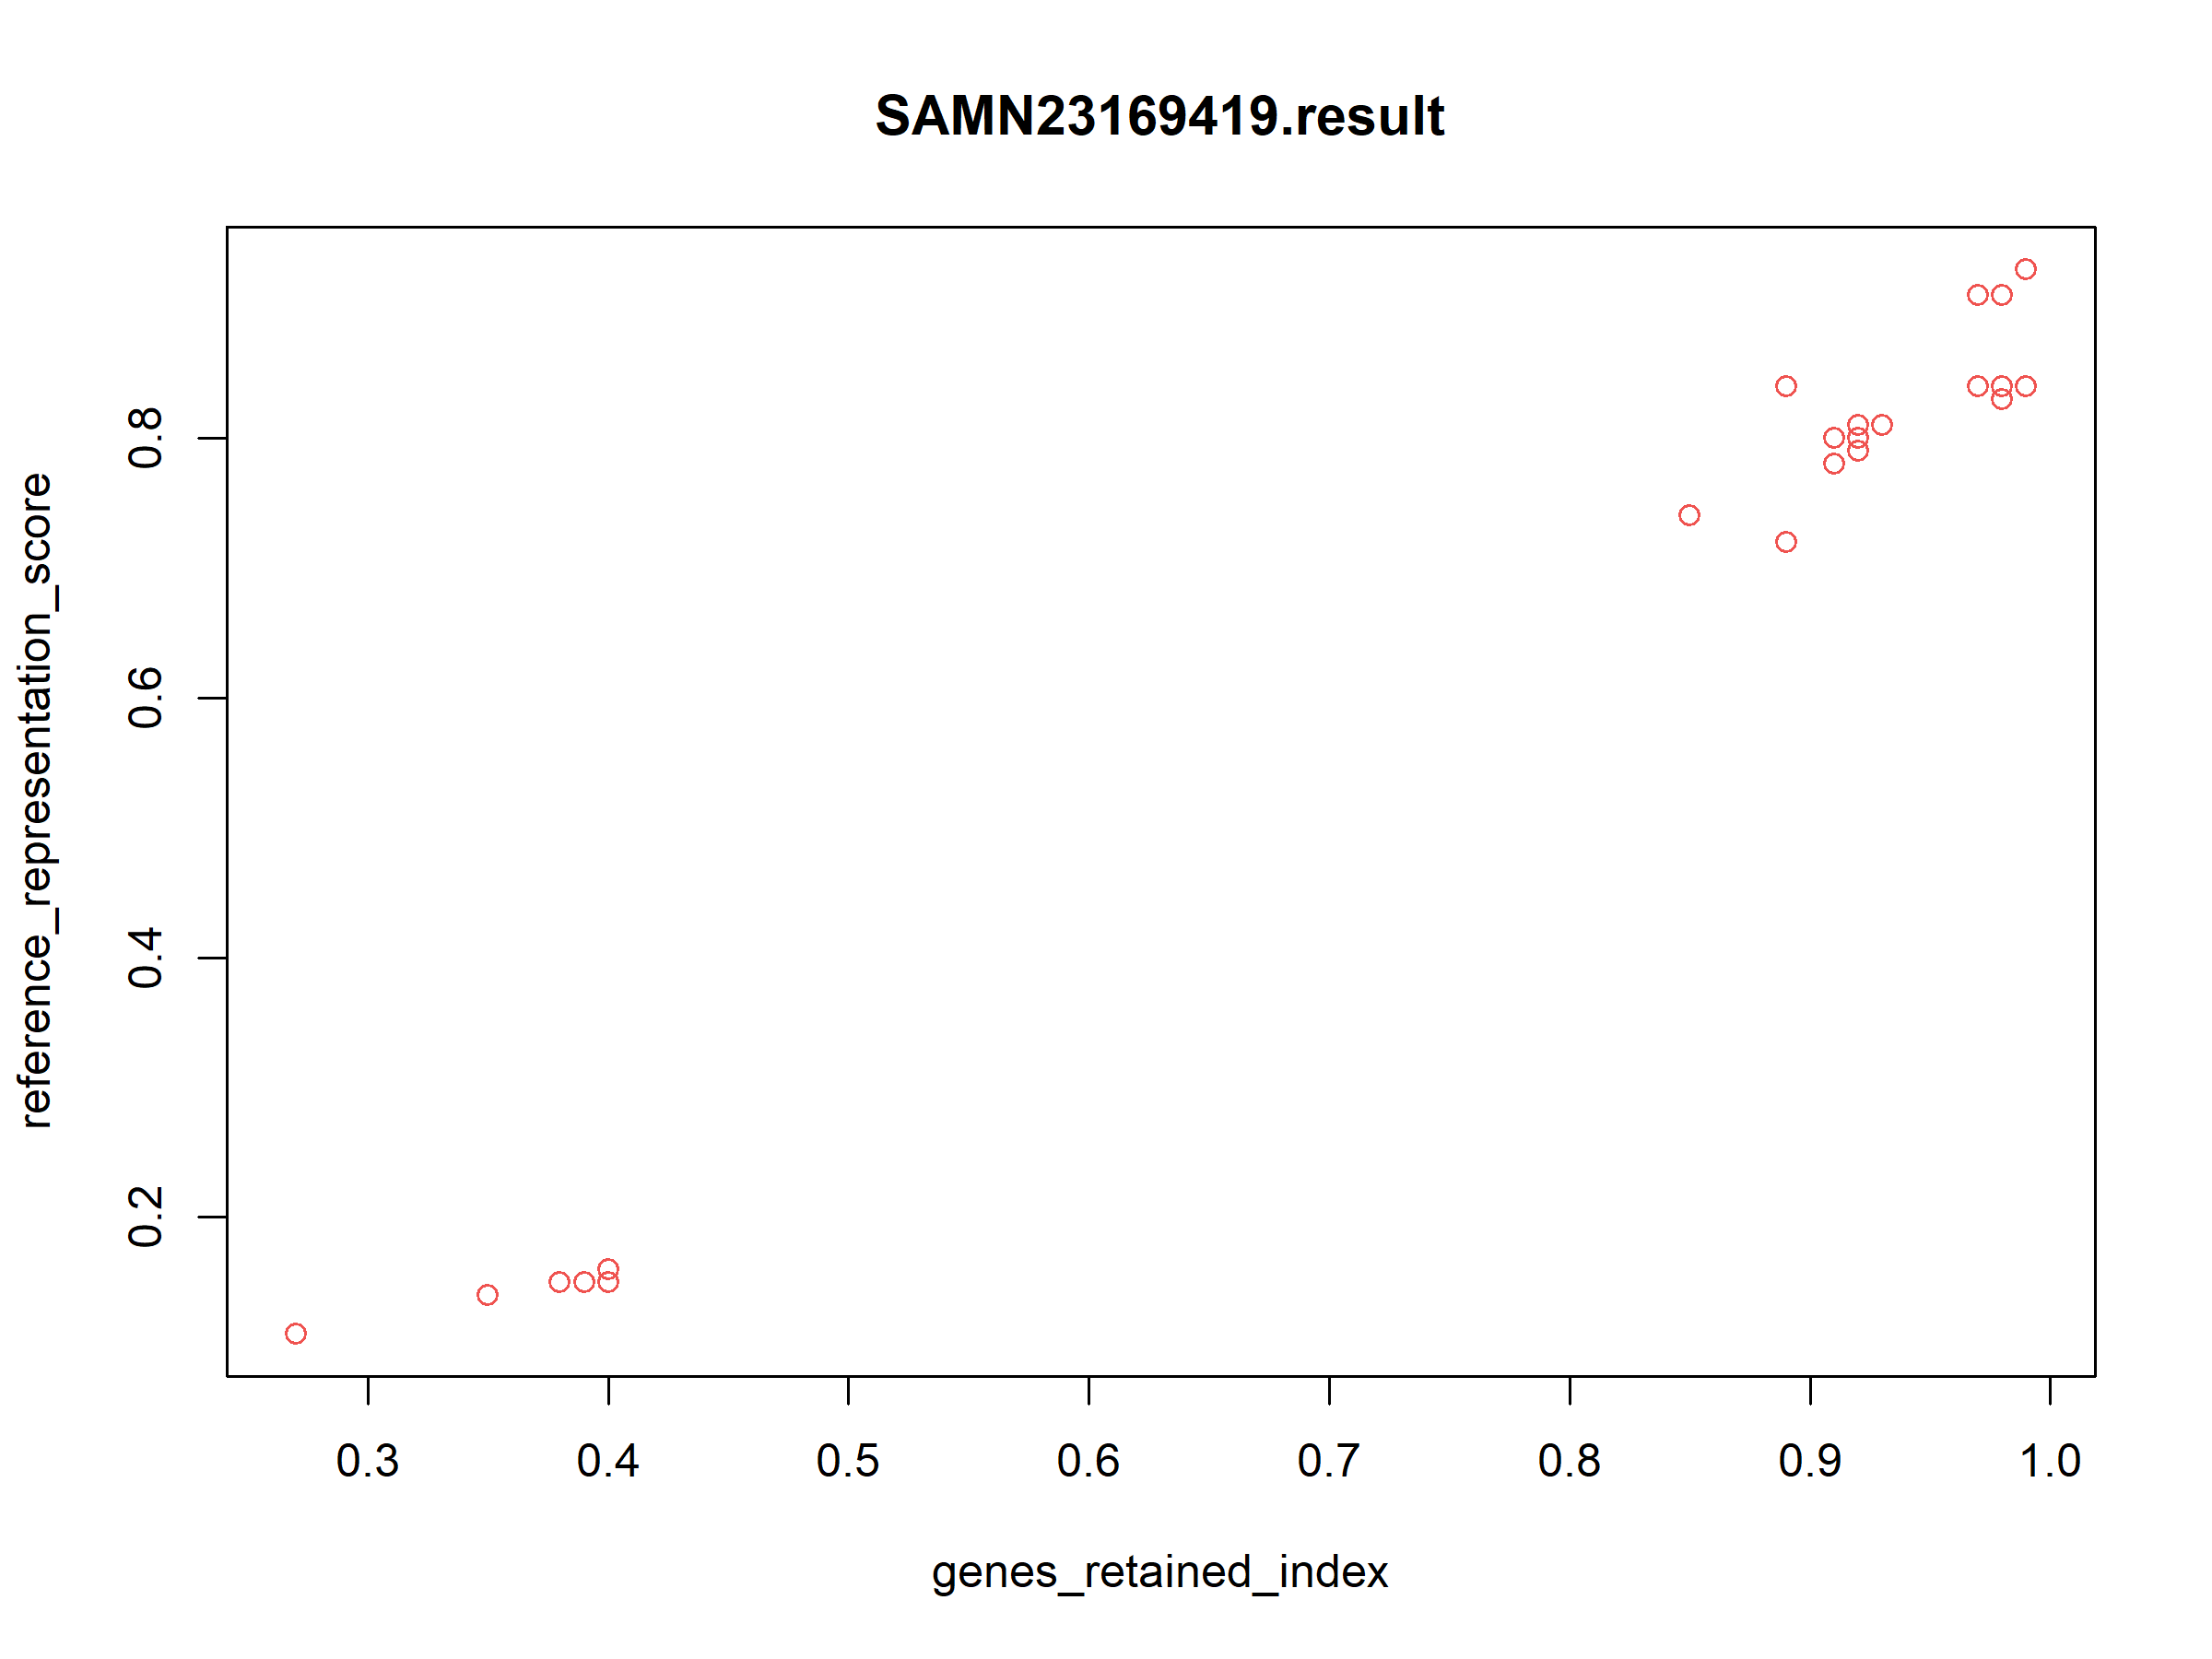 SAMN23169419.result
reference_representation_score
0.8
0.6
0.4
0.2
0.3 0.4 0.5 0.6 0.7 0.8 0.9 1.0
genes_retained_index